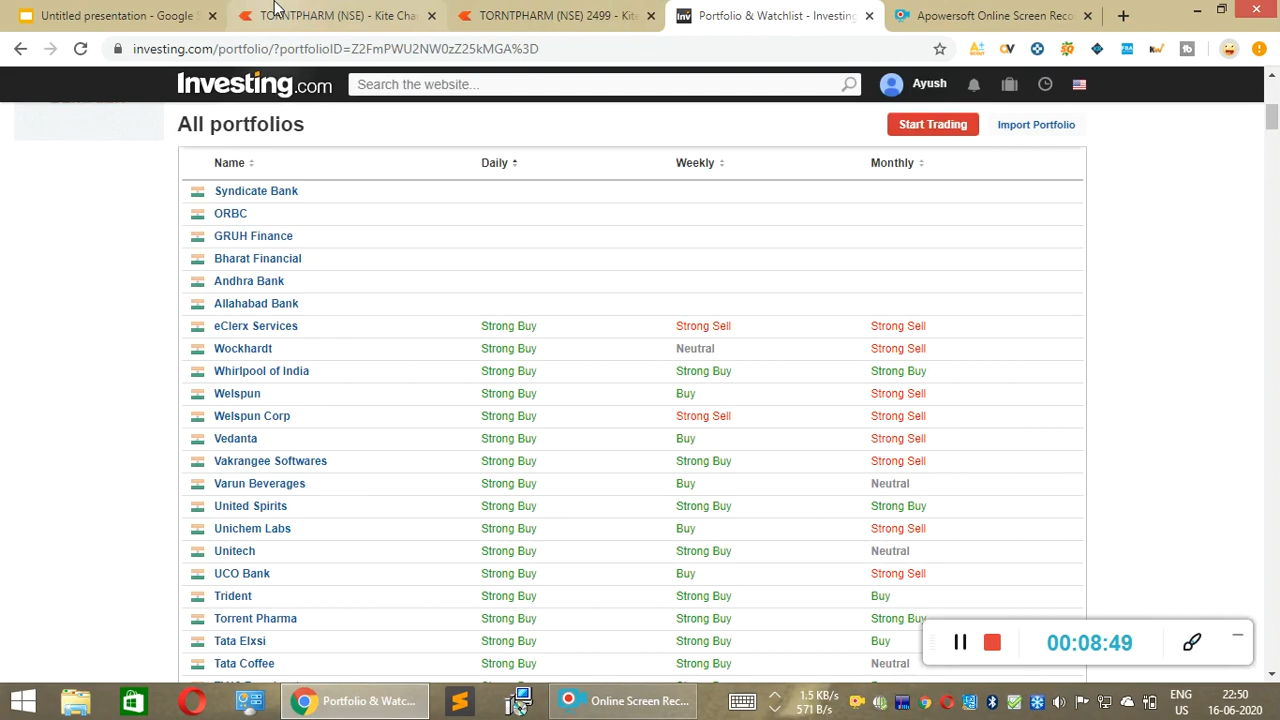 Untitled presentation - Google S
TORNTPHARM (NSE) - Kite Cha
TORNTPHARM (NSE) 2499 - Kite
Inv Portfolio & Watchlist - Investing
Apowersoft Online Screen Reco
investing.com/portfolio/?portfolioID=Z2FmPWU2NW0zZ25kMGA%3D
Investing.com
Search the website...
Ayush
All portfolios
Start Trading
Import Portfolio
Name Daily Weekly Monthly
Syndicate Bank
ORBC
GRUH Finance
Bharat Financial
Andhra Bank
Allahabad Bank
eClerx Services Strong Buy Strong Sell Strong Sell
Wockhardt Strong Buy Neutral Strong Sell
Whirlpool of India Strong Buy Strong Buy Strong Buy
Welspun Strong Buy Buy Strong Sell
Welspun Corp Strong Buy Strong Sell Strong Sell
Vedanta Strong Buy Buy Strong Sell
Vakrangee Softwares Strong Buy Strong Buy Strong Sell
Varun Beverages Strong Buy Buy Neutral
United Spirits Strong Buy Strong Buy Strong Buy
Unichem Labs Strong Buy Buy Strong Sell
Unitech Strong Buy Strong Buy Neutral
UCO Bank Strong Buy Buy Strong Sell
Trident Strong Buy Strong Buy Buy
Torrent Pharma Strong Buy Strong Buy Strong Buy
Tata Elxsi Strong Buy Strong Buy Buy
Tata Coffee Strong Buy Strong Buy Neutral
00:08:49
Portfolio & Watc...
Online Screen Rec...
1.5 KB/s
571 B/s
ENG
US
22:50
16-06-2020